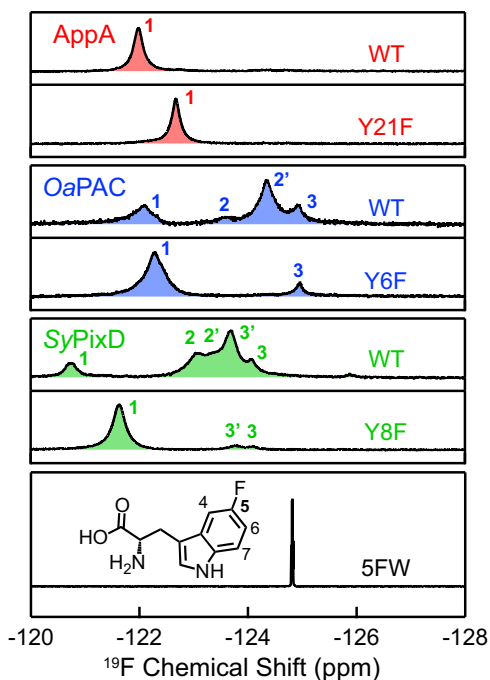 AppA
1
WT
1
Y21F
OaPAC
1
2
2'
3
WT
1
3
Y6F
SyPixD
1
2
2'
3'
3
WT
1
3'
3
Y8F
F
O
HO
H₂N
NH
4
5
6
7
5FW
-120 -122 -124 -126 -128
¹⁹F Chemical Shift (ppm)